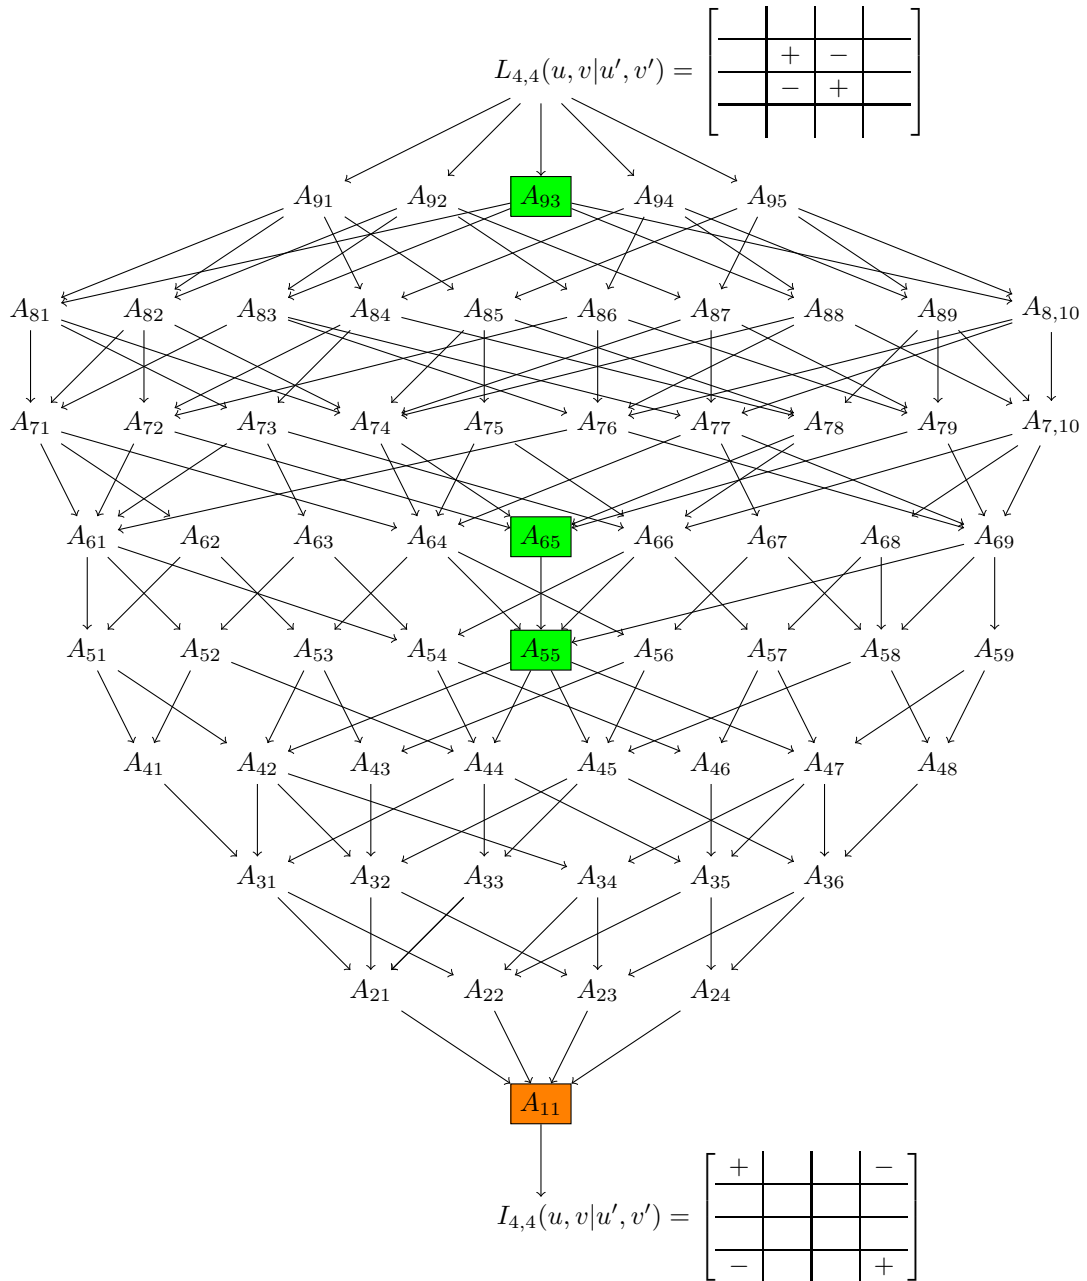 L_{4,4}(u, v|u′, v′) =
+ −
− +
A_{91} A_{92} A_{93} A_{94} A_{95}
A_{81} A_{82} A_{83} A_{84} A_{85} A_{86} A_{87} A_{88} A_{89} A_{8,10}
A_{71} A_{72} A_{73} A_{74} A_{75} A_{76} A_{77} A_{78} A_{79} A_{7,10}
A_{61} A_{62} A_{63} A_{64} A_{65} A_{66} A_{67} A_{68} A_{69}
A_{51} A_{52} A_{53} A_{54} A_{55} A_{56} A_{57} A_{58} A_{59}
A_{41} A_{42} A_{43} A_{44} A_{45} A_{46} A_{47} A_{48}
A_{31} A_{32} A_{33} A_{34} A_{35} A_{36}
A_{21} A_{22} A_{23} A_{24}
A_{11}
I_{4,4}(u, v|u′, v′) =
+ −
− +